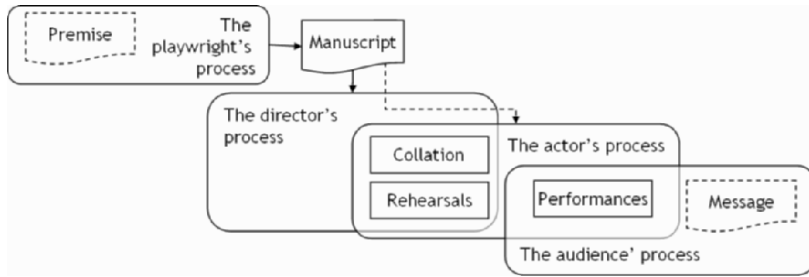 Premise
The
playwright's
process
Manuscript
The director's
process
The actor's process
Collation
Rehearsals
Performances
Message
The audience' process